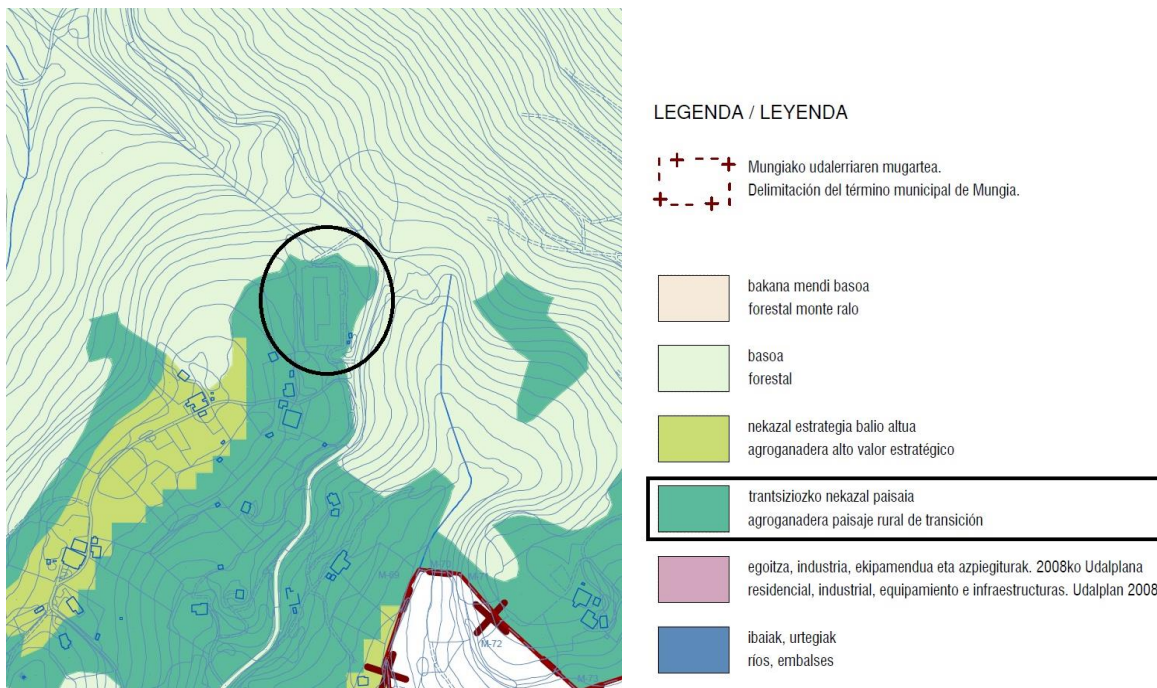 LEGENDA / LEYENDA
Mungiako udalerriaren mugartea.
Delimitación del término municipal de Mungia.
bakana mendi basoa
forestal monte ralo
basoa
forestal
nekazal estrategia balio altua
agroganadera alto valor estratégico
trantsiziozko nekazal paisaia
agroganadera paisaje rural de transición
egoitza, industria, ekipamendua eta azpiegiturak. 2008ko Udalplana
residencial, industrial, equipamiento e infraestructuras. Udalplan 2008
ibaiak, urtegiak
ríos, embalses
M-69
M-72
M-73